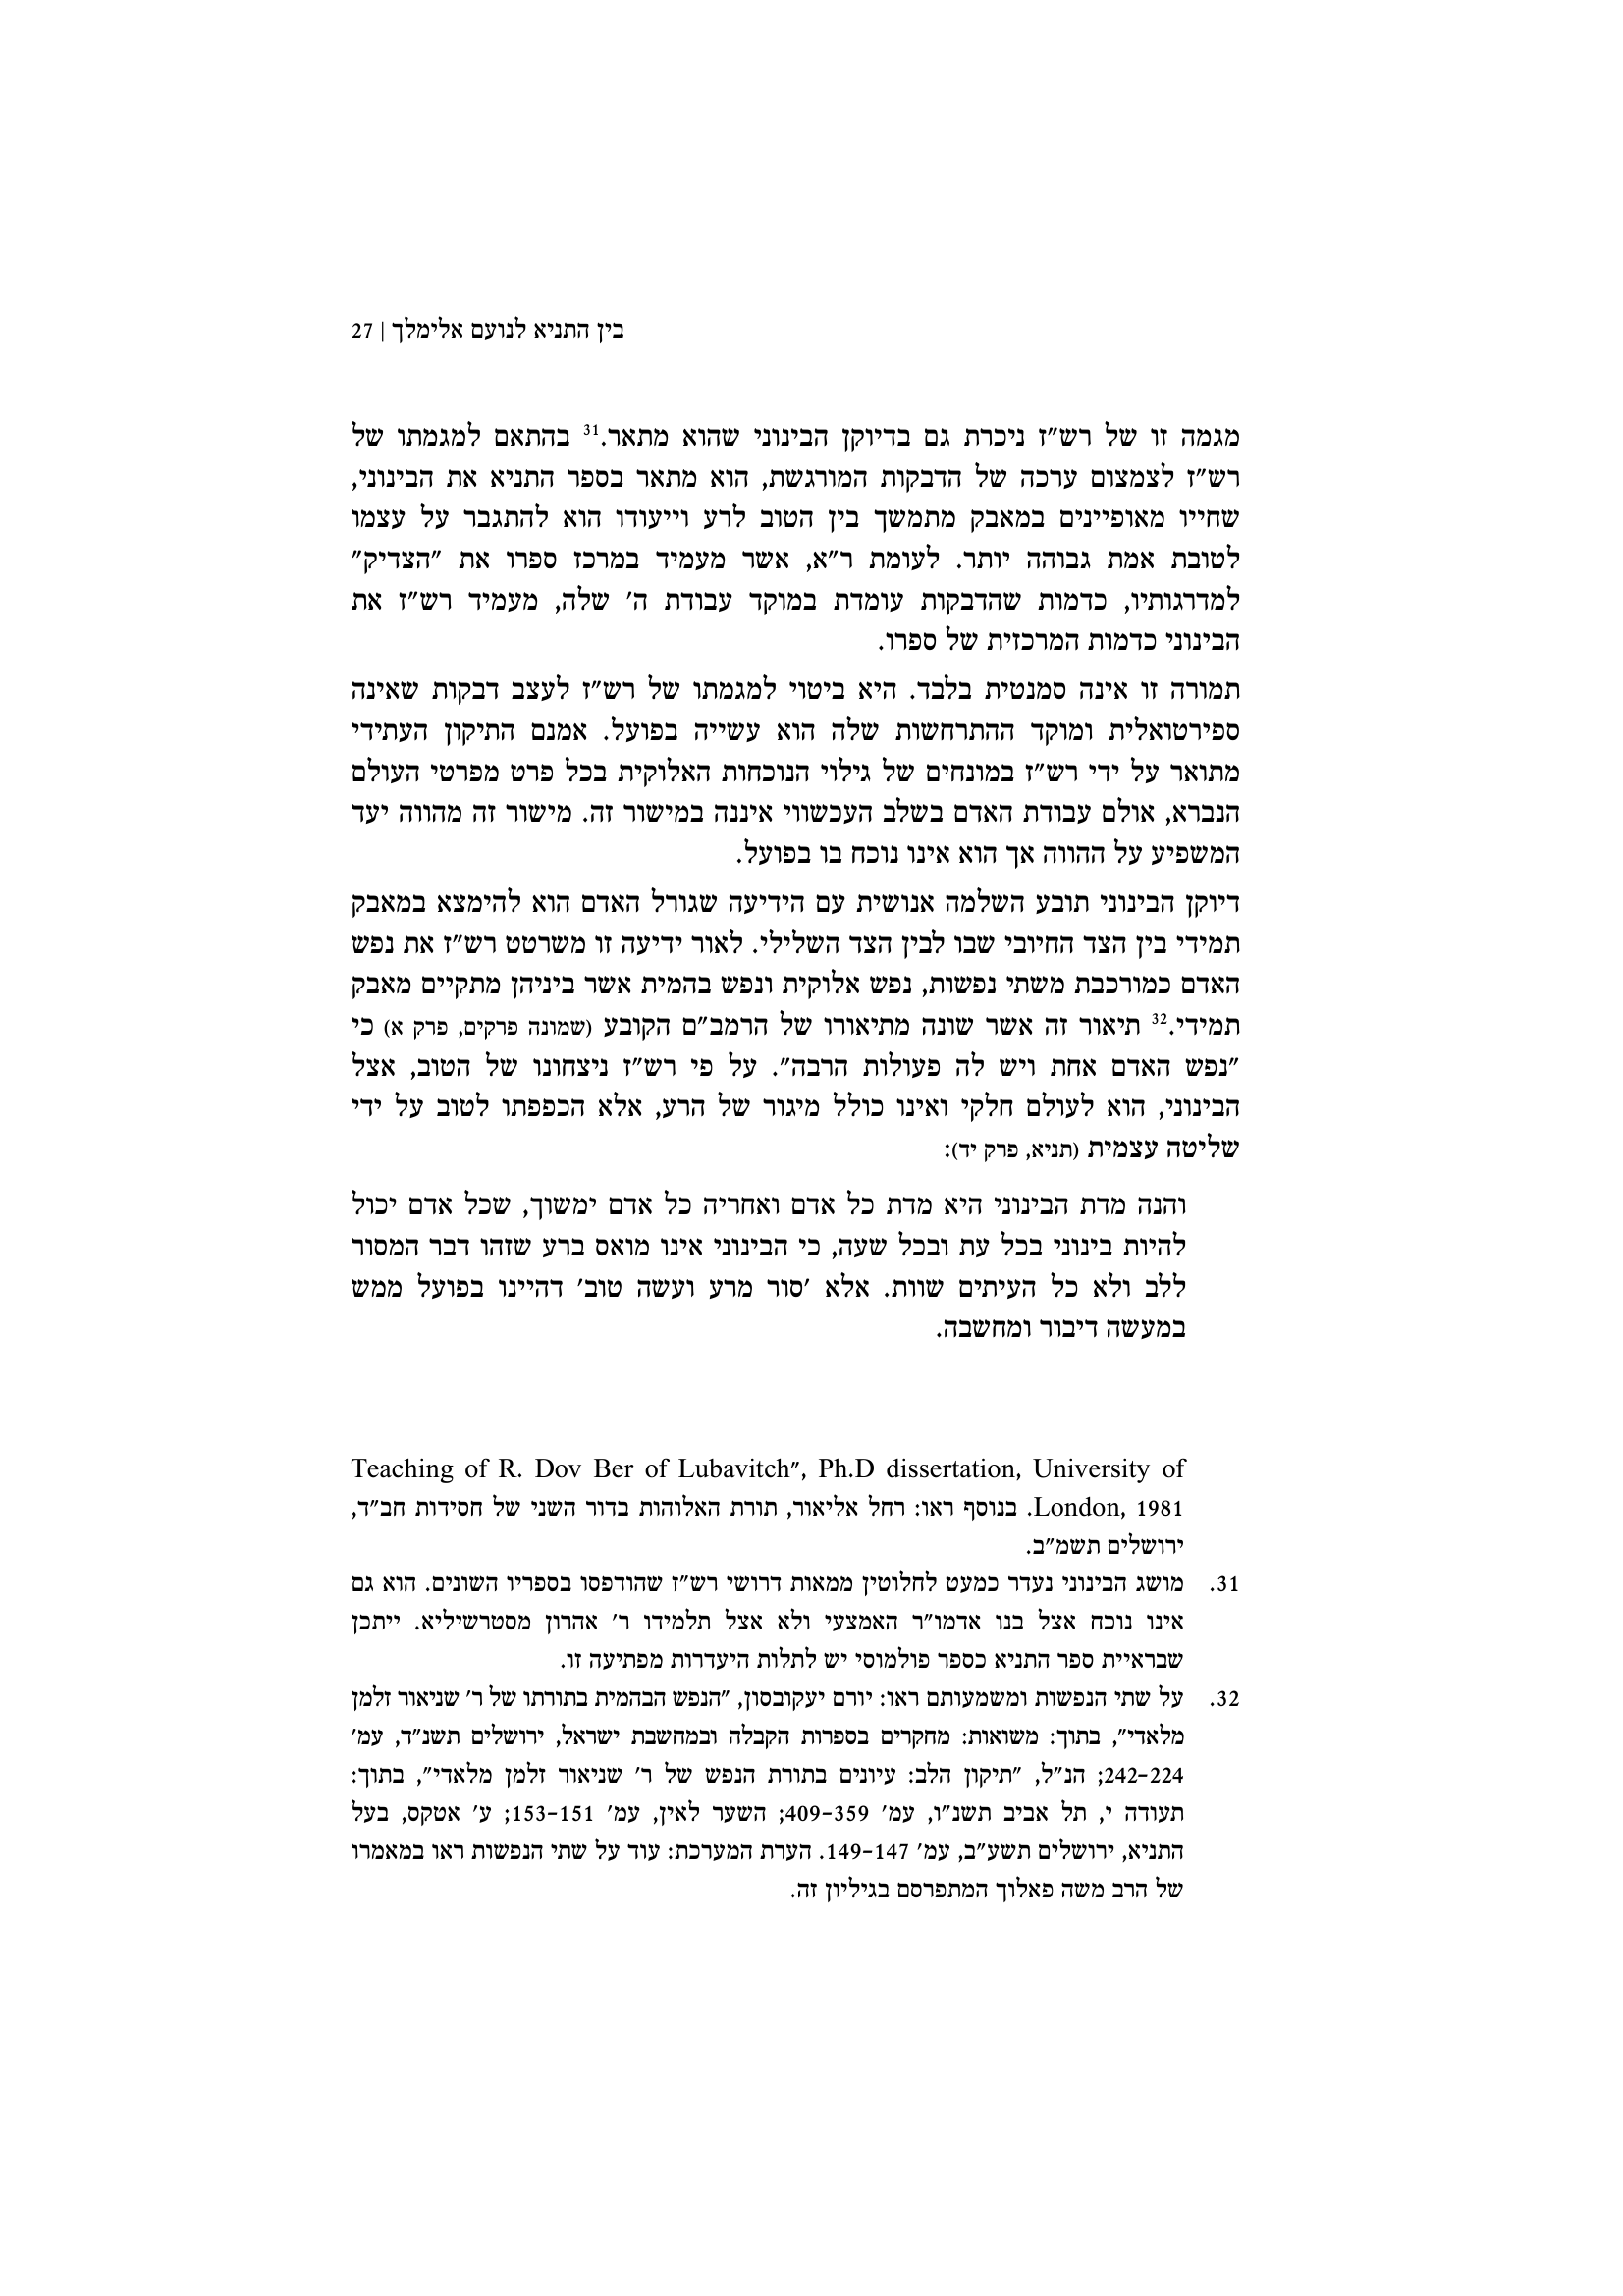 בין התניא לנועם אלימלך | 27
מגמה זו של רש"ז ניכרת גם בדיוקן הבינוני שהוא מתאר.31 בהתאם למגמתו של
רש"ז לצמצום ערכה של הדבקות המורגשת, הוא מתאר בספר התניא את הבינוני,
שחייו מאופיינים במאבק מתמשך בין הטוב לרע וייעודו הוא להתגבר על עצמו
לטובת אמת גבוהה יותר. לעומת ר"א, אשר מעמיד במרכז ספרו את "הצדיק"
למדרגותיו, כדמות שהדבקות עומדת במוקד עבודת ה' שלה, מעמיד רש"ז את
הבינוני כדמות המרכזית של ספרו.
תמורה זו אינה סמנטית בלבד. היא ביטוי למגמתו של רש"ז לעצב דבקות שאינה
ספירטואלית ומוקד ההתרחשות שלה הוא עשייה בפועל. אמנם התיקון העתידי
מתואר על ידי רש"ז במונחים של גילוי הנוכחות האלוקית בכל פרט מפרטי העולם
הנברא, אולם עבודת האדם בשלב העכשווי איננה במישור זה. מישור זה מהווה יעד
המשפיע על ההווה אך הוא אינו נוכח בו בפועל.
דיוקן הבינוני תובע השלמה אנושית עם הידיעה שגורל האדם הוא להימצא במאבק
תמידי בין הצד החיובי שבו לבין הצד השלילי. לאור ידיעה זו משרטט רש"ז את נפש
האדם כמורכבת משתי נפשות, נפש אלוקית ונפש בהמית אשר ביניהן מתקיים מאבק
תמידי.32 תיאור זה אשר שונה מתיאורו של הרמב"ם הקובע (שמונה פרקים, פרק א) כי
"נפש האדם אחת ויש לה פעולות הרבה". על פי רש"ז ניצחונו של הטוב, אצל
הבינוני, הוא לעולם חלקי ואינו כולל מיגור של הרע, אלא הכפפתו לטוב על ידי
שליטה עצמית (תניא, פרק יד):
והנה מדת הבינוני היא מדת כל אדם ואחריה כל אדם ימשוך, שכל אדם יכול
להיות בינוני בכל עת ובכל שעה, כי הבינוני אינו מואס ברע שזהו דבר המסור
ללב ולא כל העיתים שוות. אלא 'סור מרע ועשה טוב' דהיינו בפועל ממש
במעשה דיבור ומחשבה.
Teaching of R. Dov Ber of Lubavitch", Ph.D dissertation, University of
London, 1981. בנוסף ראו: רחל אליאור, תורת האלוהות בדור השני של חסידות חב"ד,
ירושלים תשמ"ב.
31. מושג הבינוני נעדר כמעט לחלוטין ממאות דרושי רש"ז שהודפסו בספריו השונים. הוא גם
אינו נוכח אצל בנו אדמו"ר האמצעי ולא אצל תלמידו ר' אהרון מסטרשיליא. ייתכן
שבראיית ספר התניא כספר פולמוסי יש לתלות היעדרות מפתיעה זו.
32. על שתי הנפשות ומשמעותם ראו: יורם יעקובסון, "הנפש הבהמית בתורתו של ר' שניאור זלמן
מלאדי", בתוך: משואות: מחקרים בספרות הקבלה ובמחשבת ישראל, ירושלים תשנ"ד, עמ'
242-224; הנ"ל, "תיקון הלב: עיונים בתורת הנפש של ר' שניאור זלמן מלאדי", בתוך:
תעודה י, תל אביב תשנ"ו, עמ' 409-359; השער לאין, עמ' 153-151; ע' אטקס, בעל
התניא, ירושלים תשע"ב, עמ' 149-147. הערת המערכת: עוד על שתי הנפשות ראו במאמרו
של הרב משה פאלוך המתפרסם בגיליון זה.